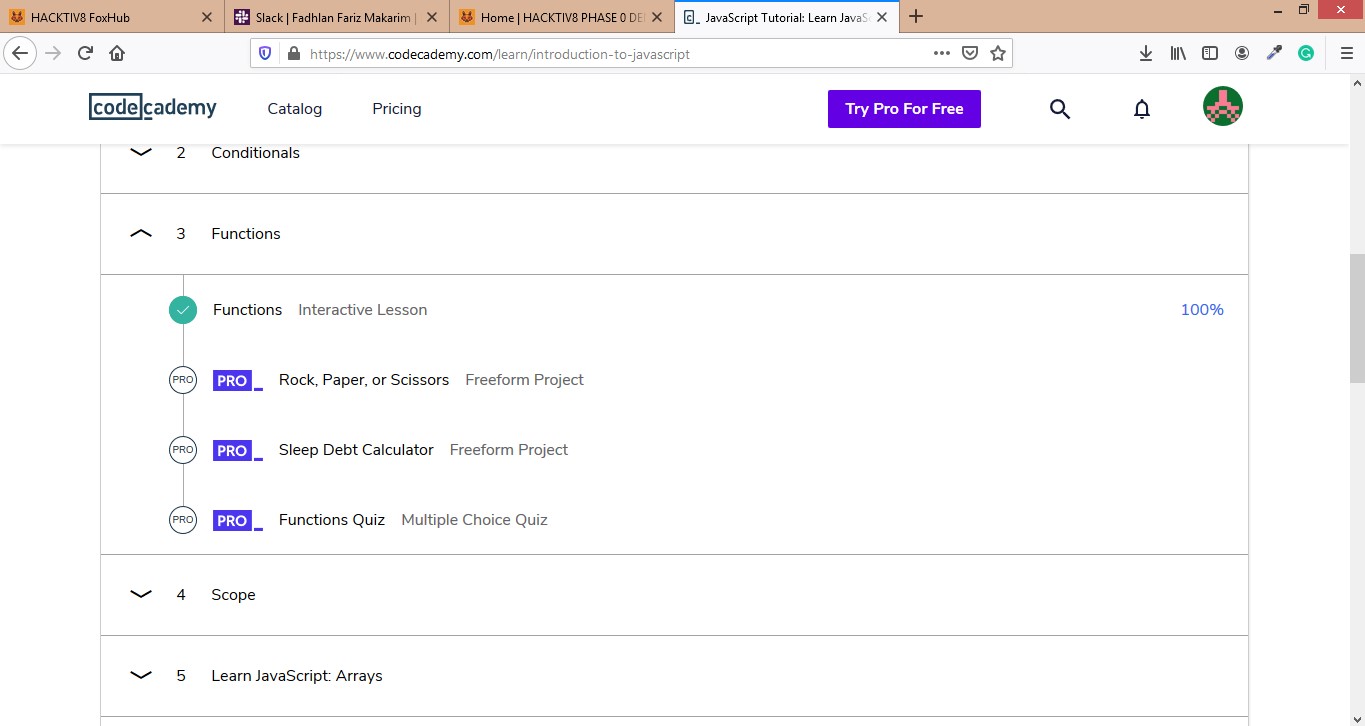 HACKTIV8 FoxHub
Slack | Fadhlan Fariz Makarim |
Home | HACKTIV8 PHASE 0 DE
JavaScript Tutorial: Learn JavaS
https://www.codecademy.com/learn/introduction-to-javascript
codecademy
Catalog
Pricing
Try Pro For Free
2 Conditionals
3 Functions
Functions Interactive Lesson 100%
PRO PRO_ Rock, Paper, or Scissors Freeform Project
PRO PRO_ Sleep Debt Calculator Freeform Project
PRO PRO_ Functions Quiz Multiple Choice Quiz
4 Scope
5 Learn JavaScript: Arrays